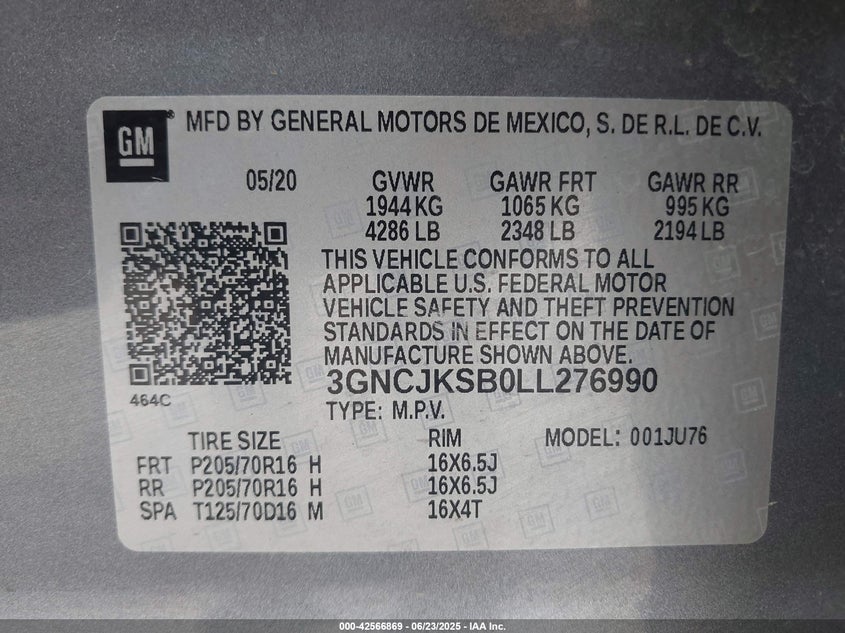 GM ® MFD BY GENERAL MOTORS DE MEXICO, S. DE R.L. DE C.V.
05/20 GVWR GAWR FRT GAWR RR
1944 KG 1065 KG 995 KG
4286 LB 2348 LB 2194 LB
THIS VEHICLE CONFORMS TO ALL
APPLICABLE U.S. FEDERAL MOTOR
VEHICLE SAFETY AND THEFT PREVENTION
STANDARDS IN EFFECT ON THE DATE OF
MANUFACTURE SHOWN ABOVE.
3GNCJKSB0LL276990
464C
TYPE: M.P.V.
TIRE SIZE RIM MODEL: 001JU76
FRT P205/70R16 H 16X6.5J
RR P205/70R16 H 16X6.5J
SPA T125/70D16 M 16X4T
000-42566869 - 06/23/2025 - IAA Inc.